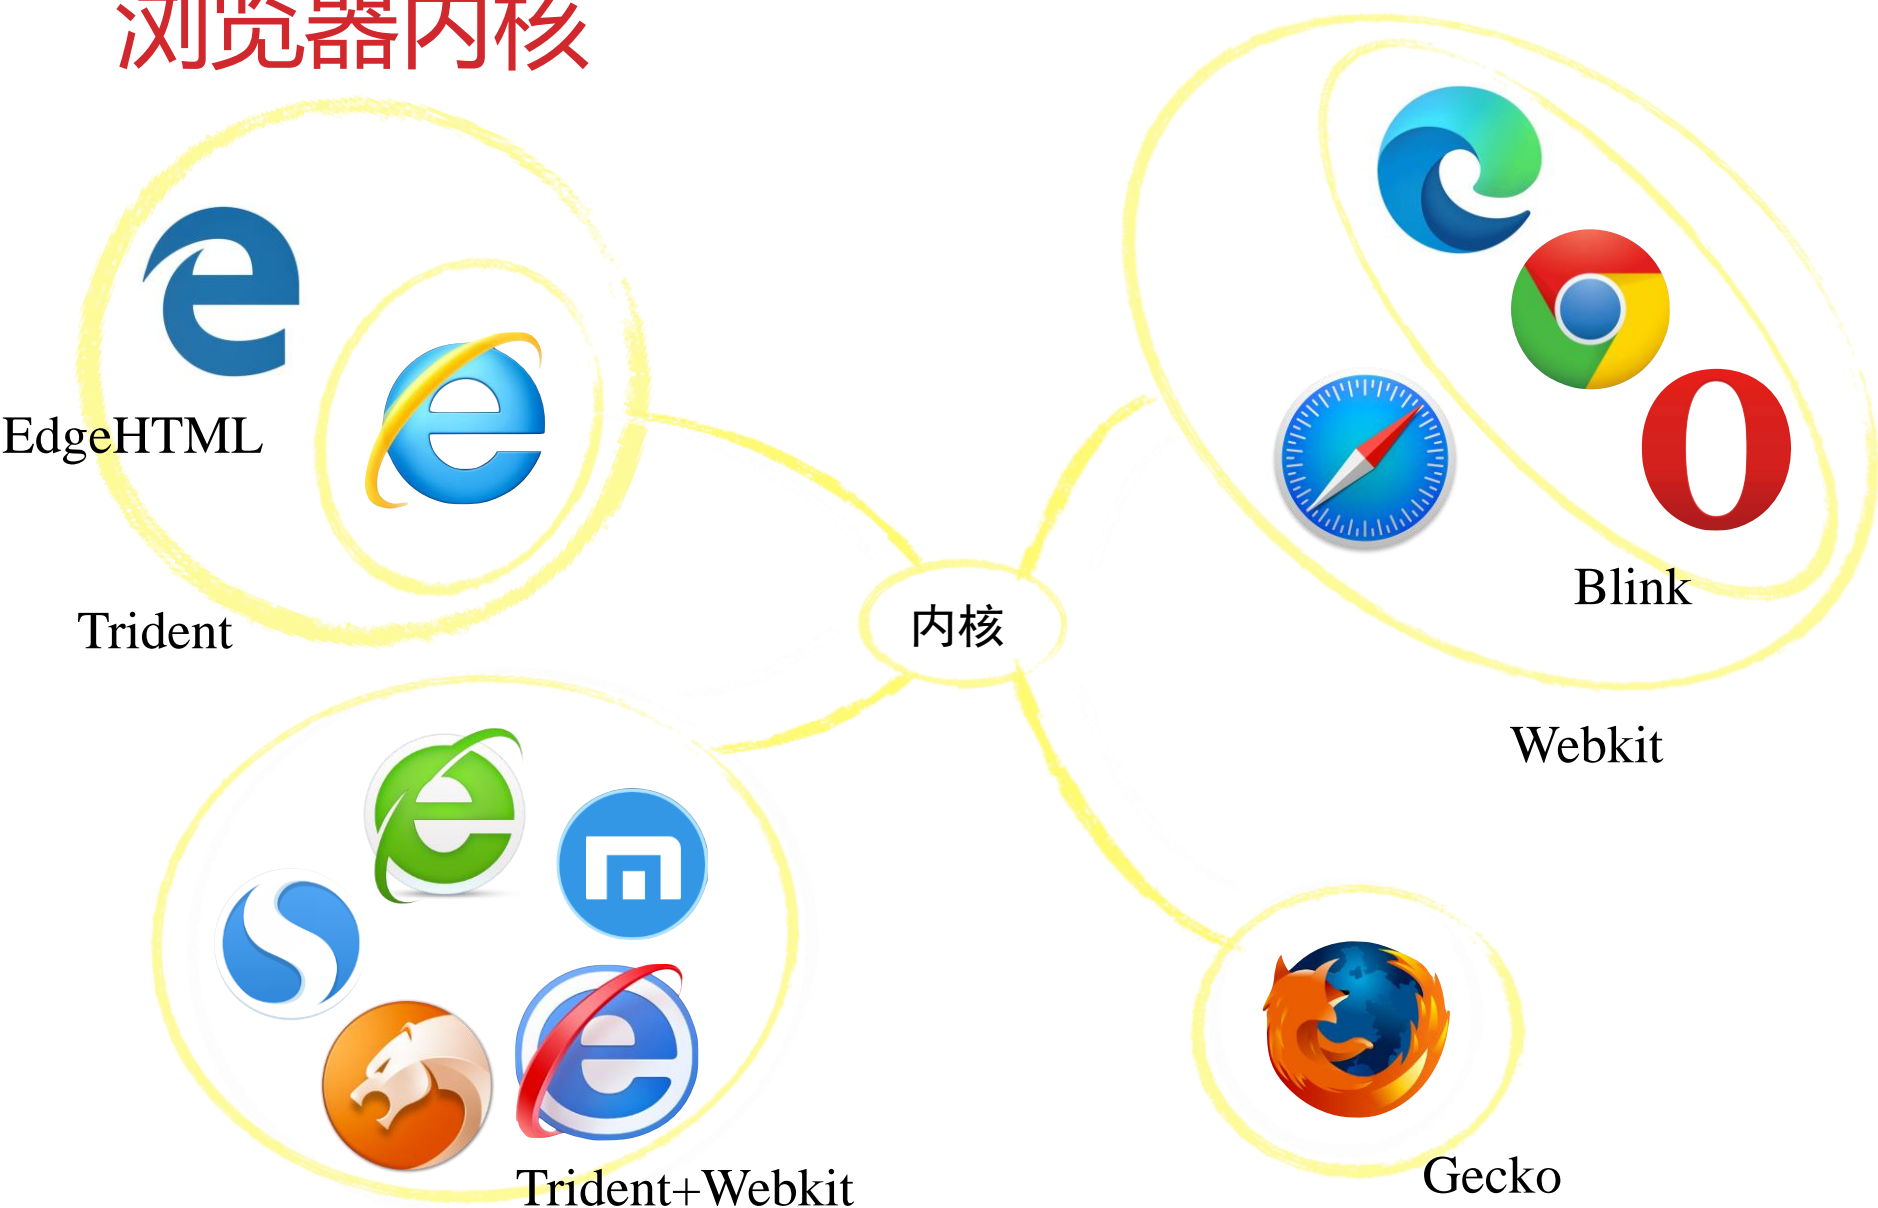 浏览器内核
EdgeHTML
Trident
内核
Blink
Webkit
Trident+Webkit
Gecko